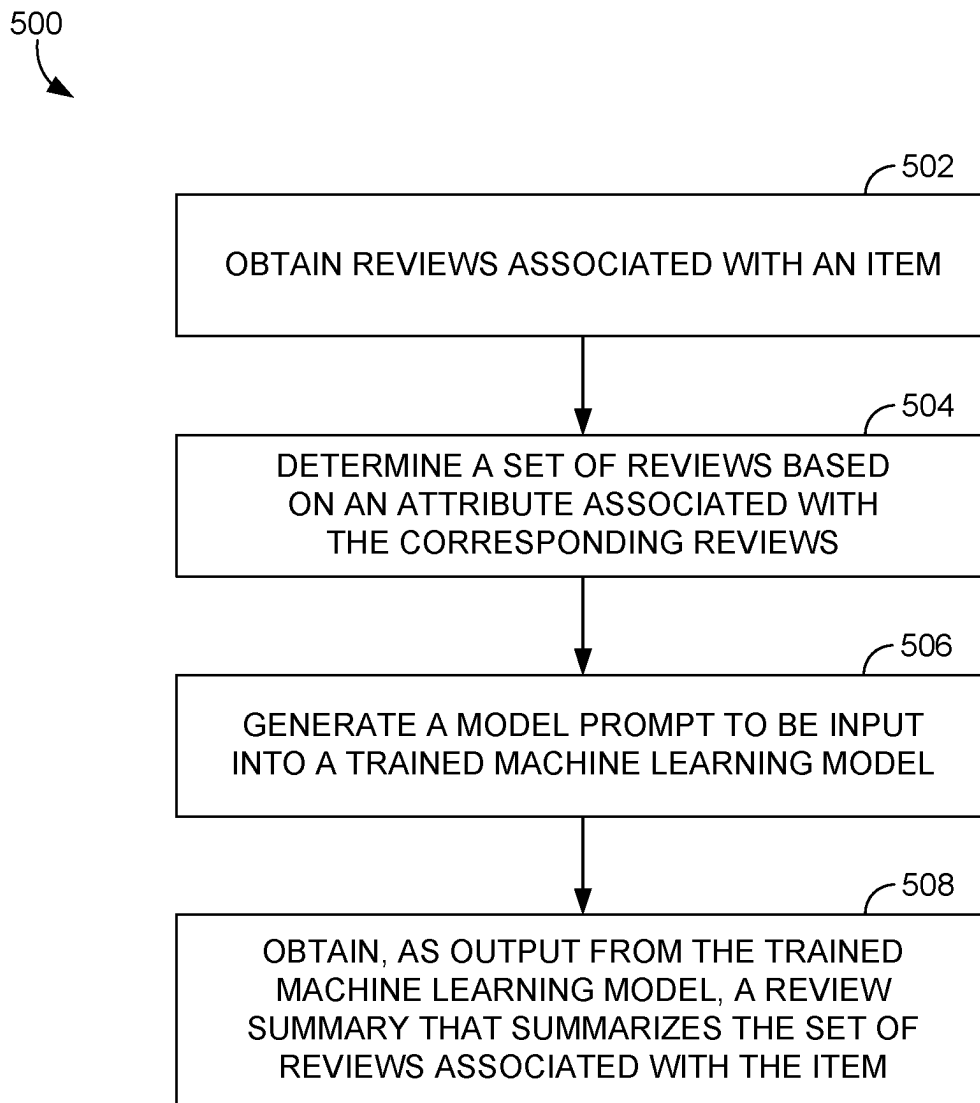 500
502
OBTAIN REVIEWS ASSOCIATED WITH AN ITEM
504
DETERMINE A SET OF REVIEWS BASED
ON AN ATTRIBUTE ASSOCIATED WITH
THE CORRESPONDING REVIEWS
506
GENERATE A MODEL PROMPT TO BE INPUT
INTO A TRAINED MACHINE LEARNING MODEL
508
OBTAIN, AS OUTPUT FROM THE TRAINED
MACHINE LEARNING MODEL, A REVIEW
SUMMARY THAT SUMMARIZES THE SET OF
REVIEWS ASSOCIATED WITH THE ITEM